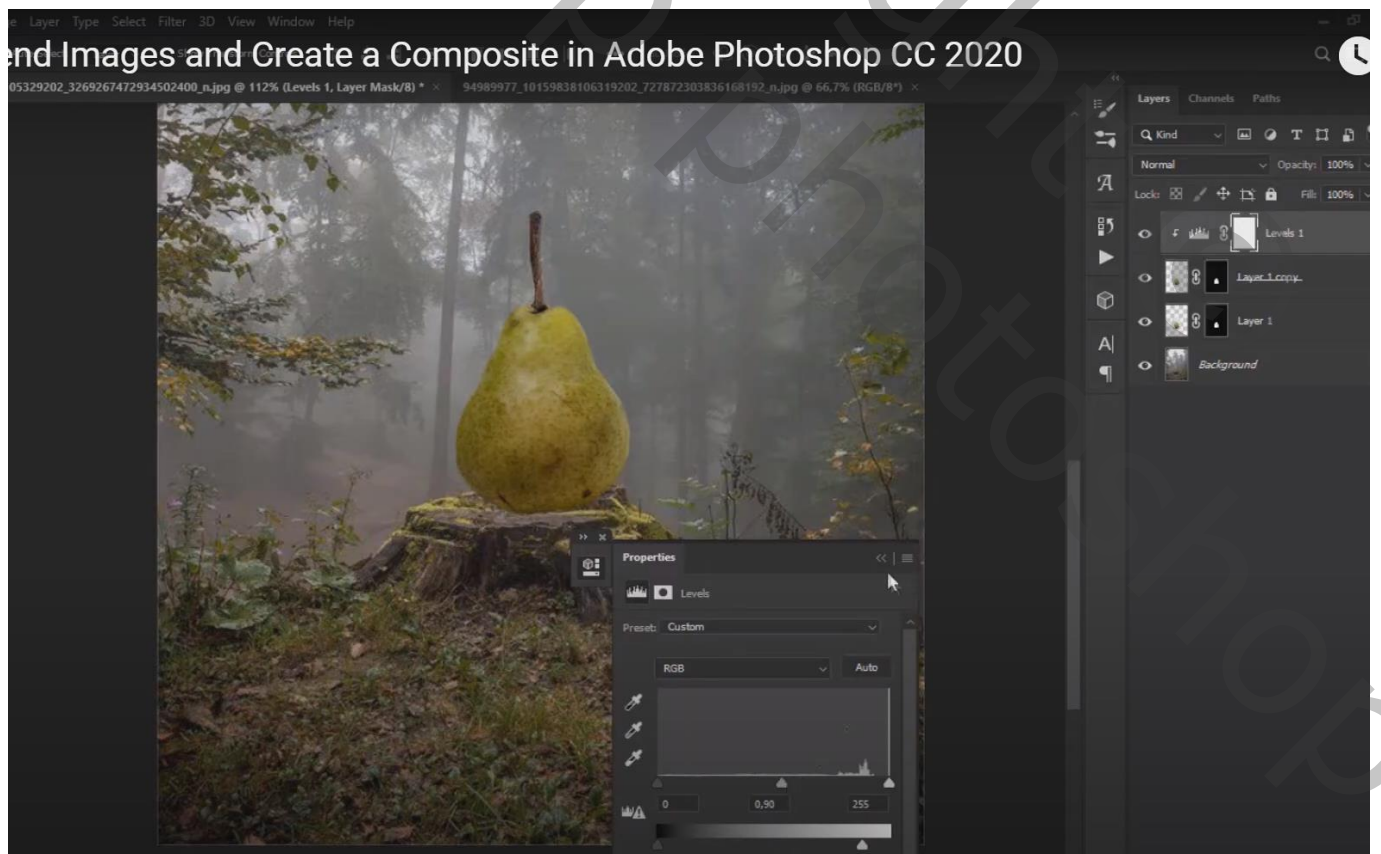 Layer Type Select Filter 3D View Window Help
end Images and Create a Composite in Adobe Photoshop CC 2020
05329202_3269267472934502400_n.jpg @ 112% (Levels 1, Layer Mask/8) * × 94989977_10159838106319202_727872303836168192_n.jpg @ 66,7% (RGB/8*) ×
Layers Channels Paths
Kind
Normal Opacity: 100%
Lock: Fill: 100%
Levels 1
Layer 1 copy
Layer 1
Background
Properties
Levels
Preset: Custom
RGB Auto
0 0,90 255
photoshop